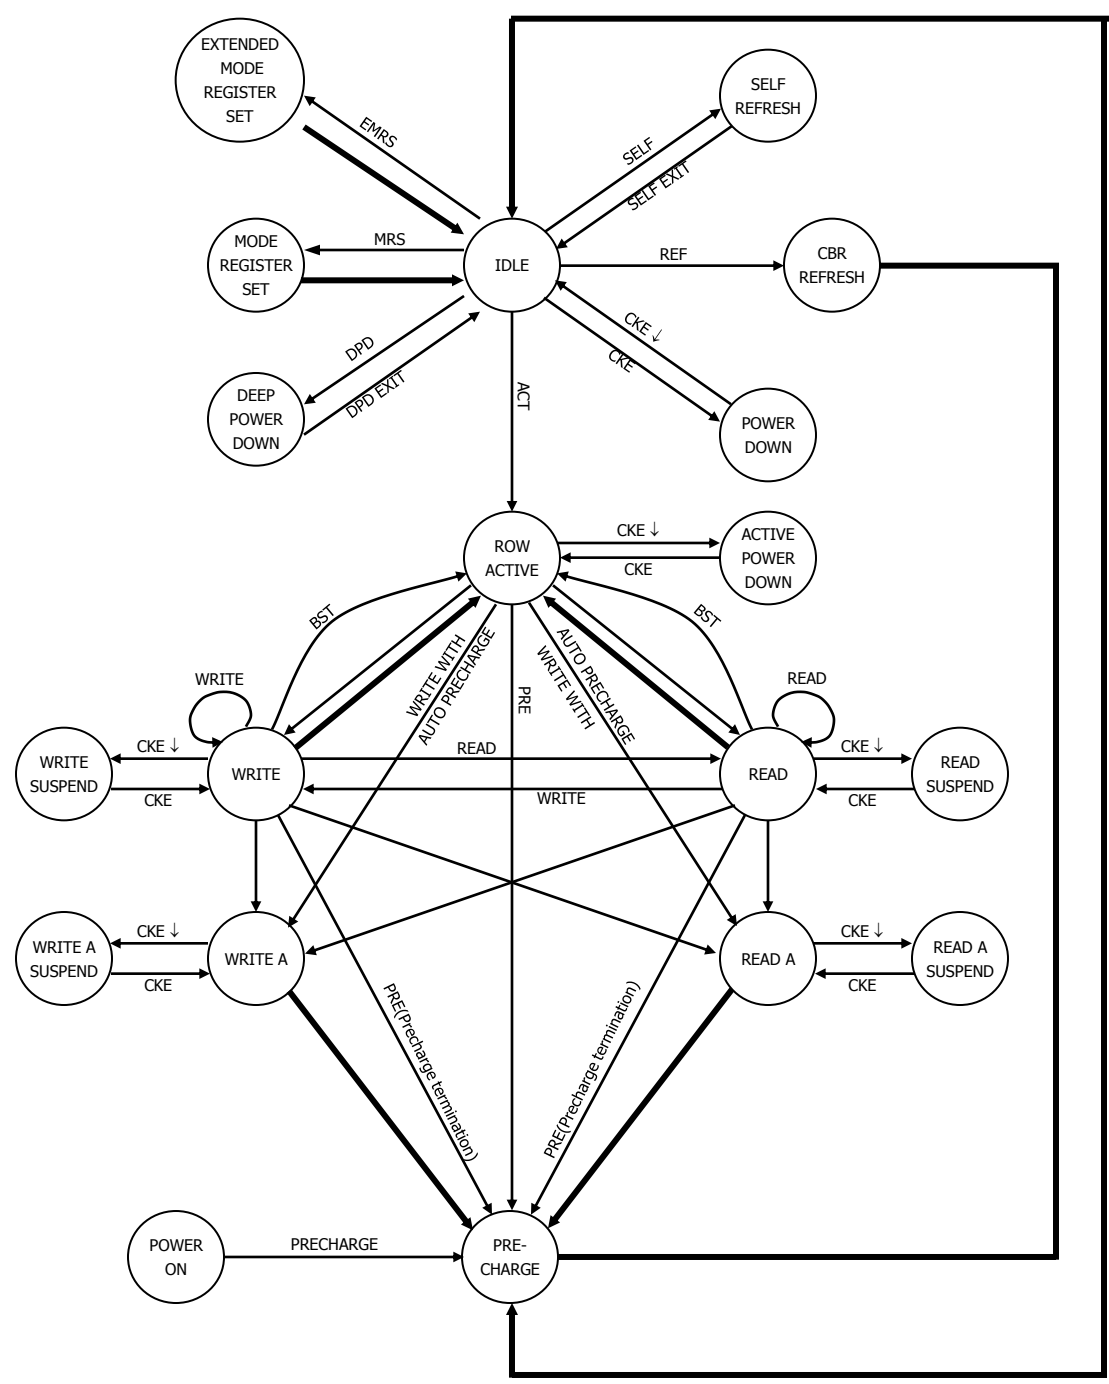 EXTENDED
MODE
REGISTER
SET
SELF
REFRESH
EMRS
SELF
SELF EXIT
MODE
REGISTER
SET
MRS
IDLE
REF
CBR
REFRESH
DPD
DPD EXIT
CKE ↓
CKE
ACT
DEEP
POWER
DOWN
POWER
DOWN
ROW
ACTIVE
CKE ↓
CKE
ACTIVE
POWER
DOWN
BST
BST
WRITE WITH
AUTO PRECHARGE
PRE
AUTO PRECHARGE
WRITE WITH
WRITE
READ
WRITE
SUSPEND
CKE ↓
CKE
WRITE
READ
WRITE
READ
CKE ↓
CKE
READ
SUSPEND
WRITE A
SUSPEND
CKE ↓
CKE
WRITE A
READ A
CKE ↓
CKE
READ A
SUSPEND
PRE(Precharge termination)
PRE(Precharge termination)
POWER
ON
PRECHARGE
PRE-
CHARGE